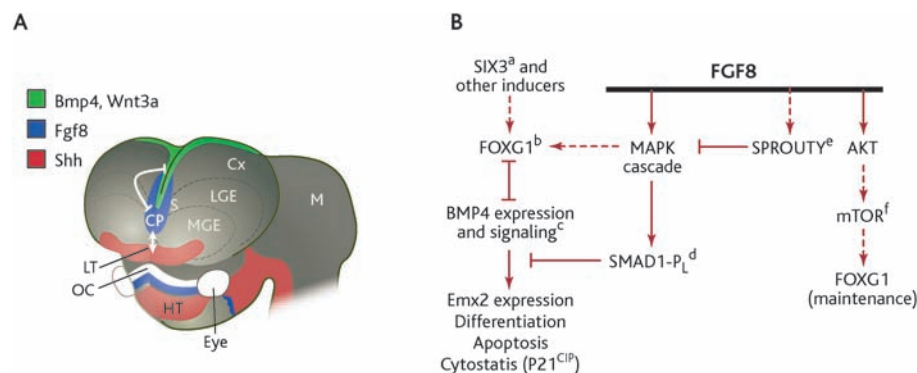 A
Bmp4, Wnt3a
Fgf8
Shh
Cx
LGE
S
CP
MGE
M
LT
OC
HT
Eye
B
SIX3a and
other inducers
FGF8
FOXG1b
MAPK
cascade
SPROUTYe
AKT
BMP4 expression
and signalingc
SMAD1-PLd
mTORf
FOXG1
(maintenance)
Emx2 expression
Differentiation
Apoptosis
Cytostatis (P21CIP)